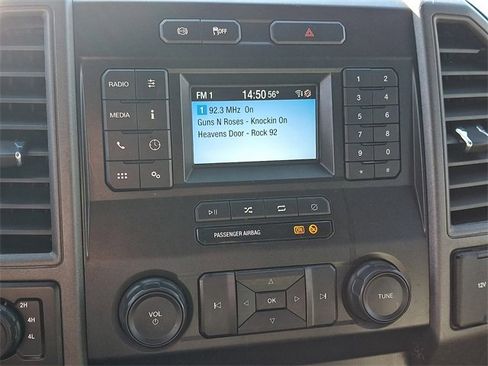 OFF
RADIO
MEDIA
FM 1 14:50 56°
1 92.3 MHz On
Guns N Roses - Knockin On
Heavens Door - Rock 92
1 2
3 4
5 6
7 8
9 0
* #
PASSENGER AIRBAG ON
VOL
OK
TUNE
2H
4H
4L
12V